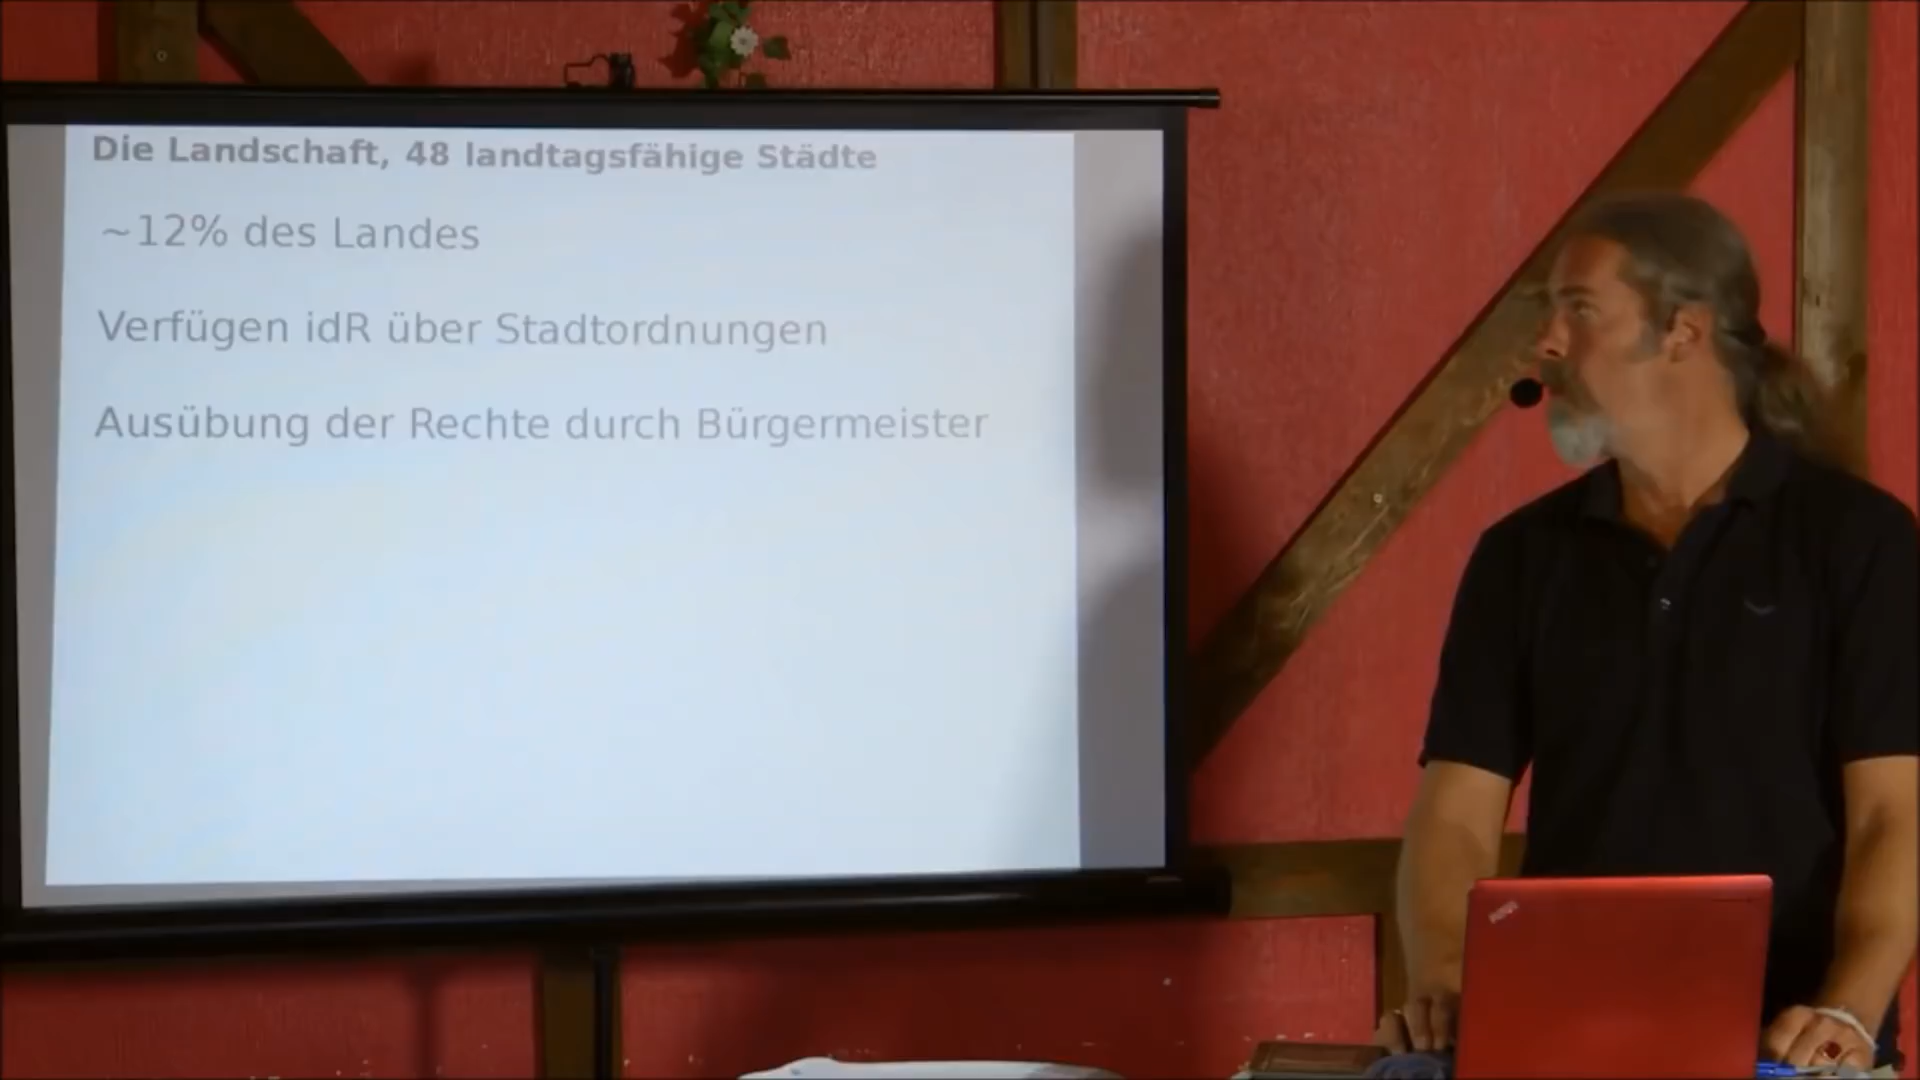 Die Landschaft, 48 landtagsfähige Städte
~12% des Landes
Verfügen idR über Stadtordnungen
Ausübung der Rechte durch Bürgermeister